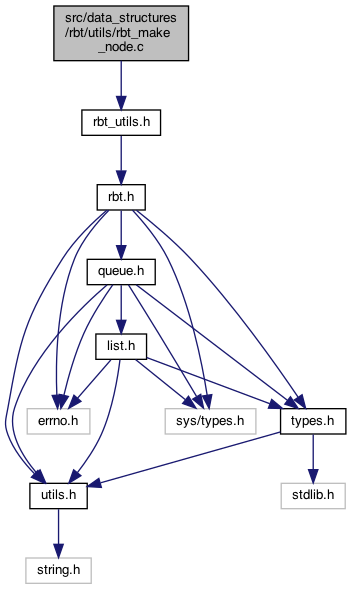 src/data_structures
/rbt/utils/rbt_make
_node.c
rbt_utils.h
rbt.h
queue.h
list.h
errno.h
sys/types.h
types.h
utils.h
stdlib.h
string.h